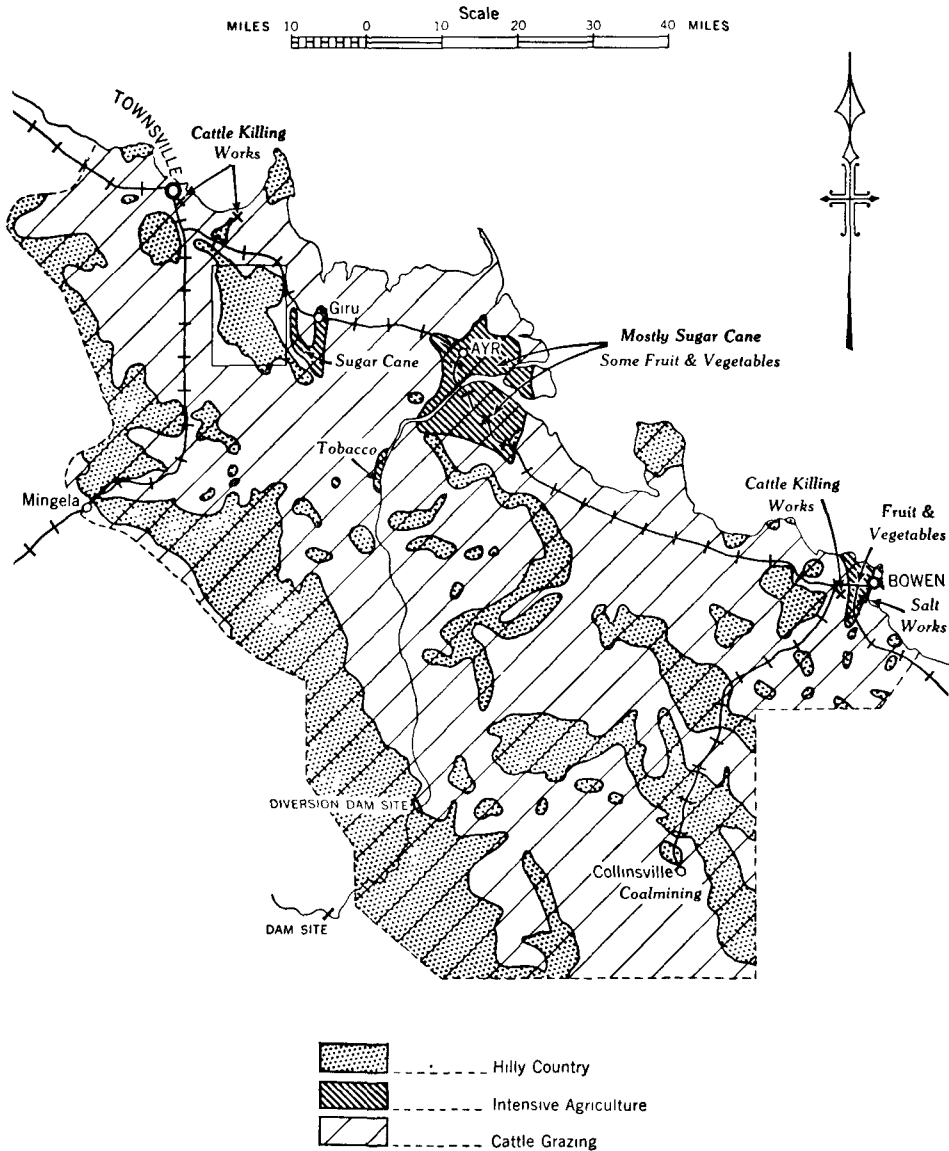 Scale
MILES 10 0 10 20 30 40 MILES
TOWNSVILLE
Cattle Killing
Works
Giru
Sugar Cane
AYR
Mostly Sugar Cane
Some Fruit & Vegetables
Tobacco
Mingela
Cattle Killing
Works
Fruit &
Vegetables
BOWEN
Salt
Works
DIVERSION DAM SITE
Collinsville
Coalmining
DAM SITE
Hilly Country
Intensive Agriculture
Cattle Grazing